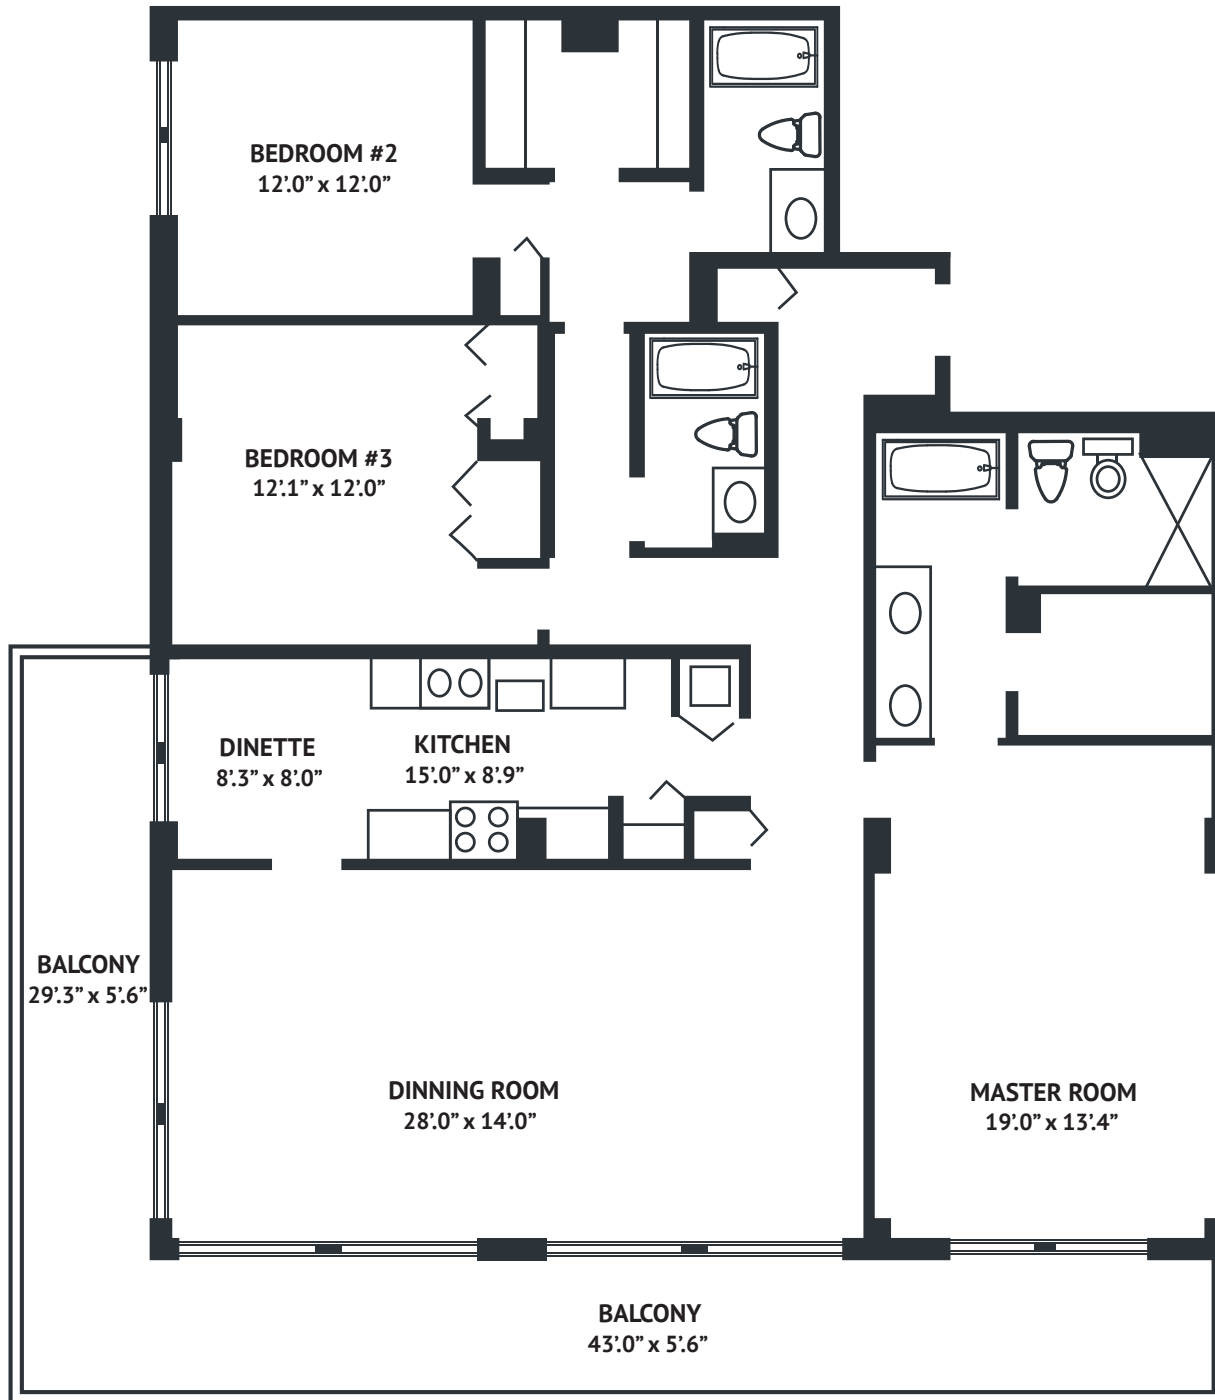 BEDROOM #2
12'.0” x 12'.0”
BEDROOM #3
12'.1” x 12'.0”
DINETTE
8'.3” x 8'.0”
KITCHEN
15'.0” x 8'.9”
BALCONY
29'.3” x 5'.6”
DINNING ROOM
28'.0” x 14'.0”
MASTER ROOM
19'.0” x 13'.4”
BALCONY
43'.0” x 5'.6”